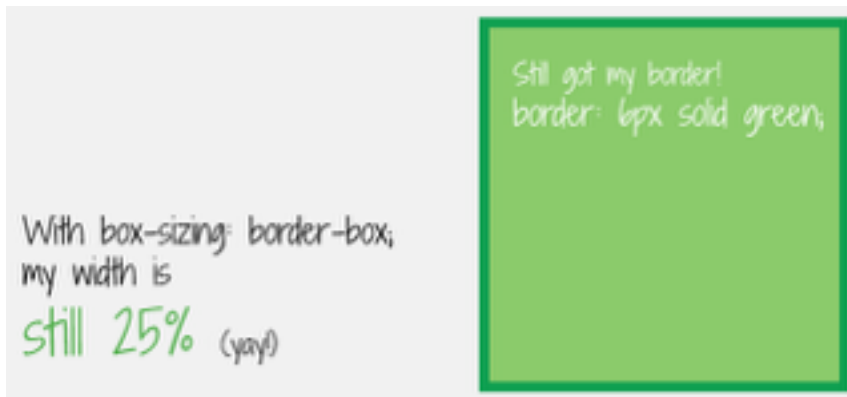 With box-sizing: border-box;
my width is
still 25% (yay!)
Still got my border!
border: 6px solid green;